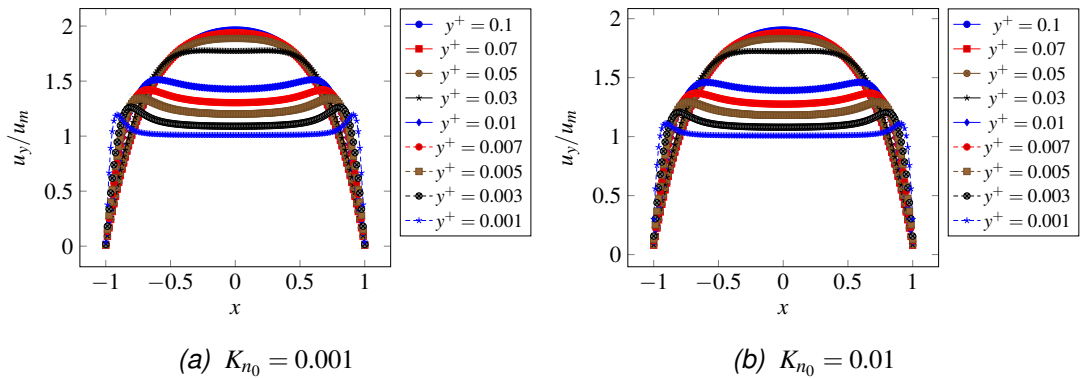 2
1.5
1
0.5
0
−1
−0.5
0
0.5
1
x
u_y/u_m
y⁺ = 0.1
y⁺ = 0.07
y⁺ = 0.05
y⁺ = 0.03
y⁺ = 0.01
y⁺ = 0.007
y⁺ = 0.005
y⁺ = 0.003
y⁺ = 0.001
(a) K_{n_0} = 0.001
2
1.5
1
0.5
0
−1
−0.5
0
0.5
1
x
u_y/u_m
y⁺ = 0.1
y⁺ = 0.07
y⁺ = 0.05
y⁺ = 0.03
y⁺ = 0.01
y⁺ = 0.007
y⁺ = 0.005
y⁺ = 0.003
y⁺ = 0.001
(b) K_{n_0} = 0.01